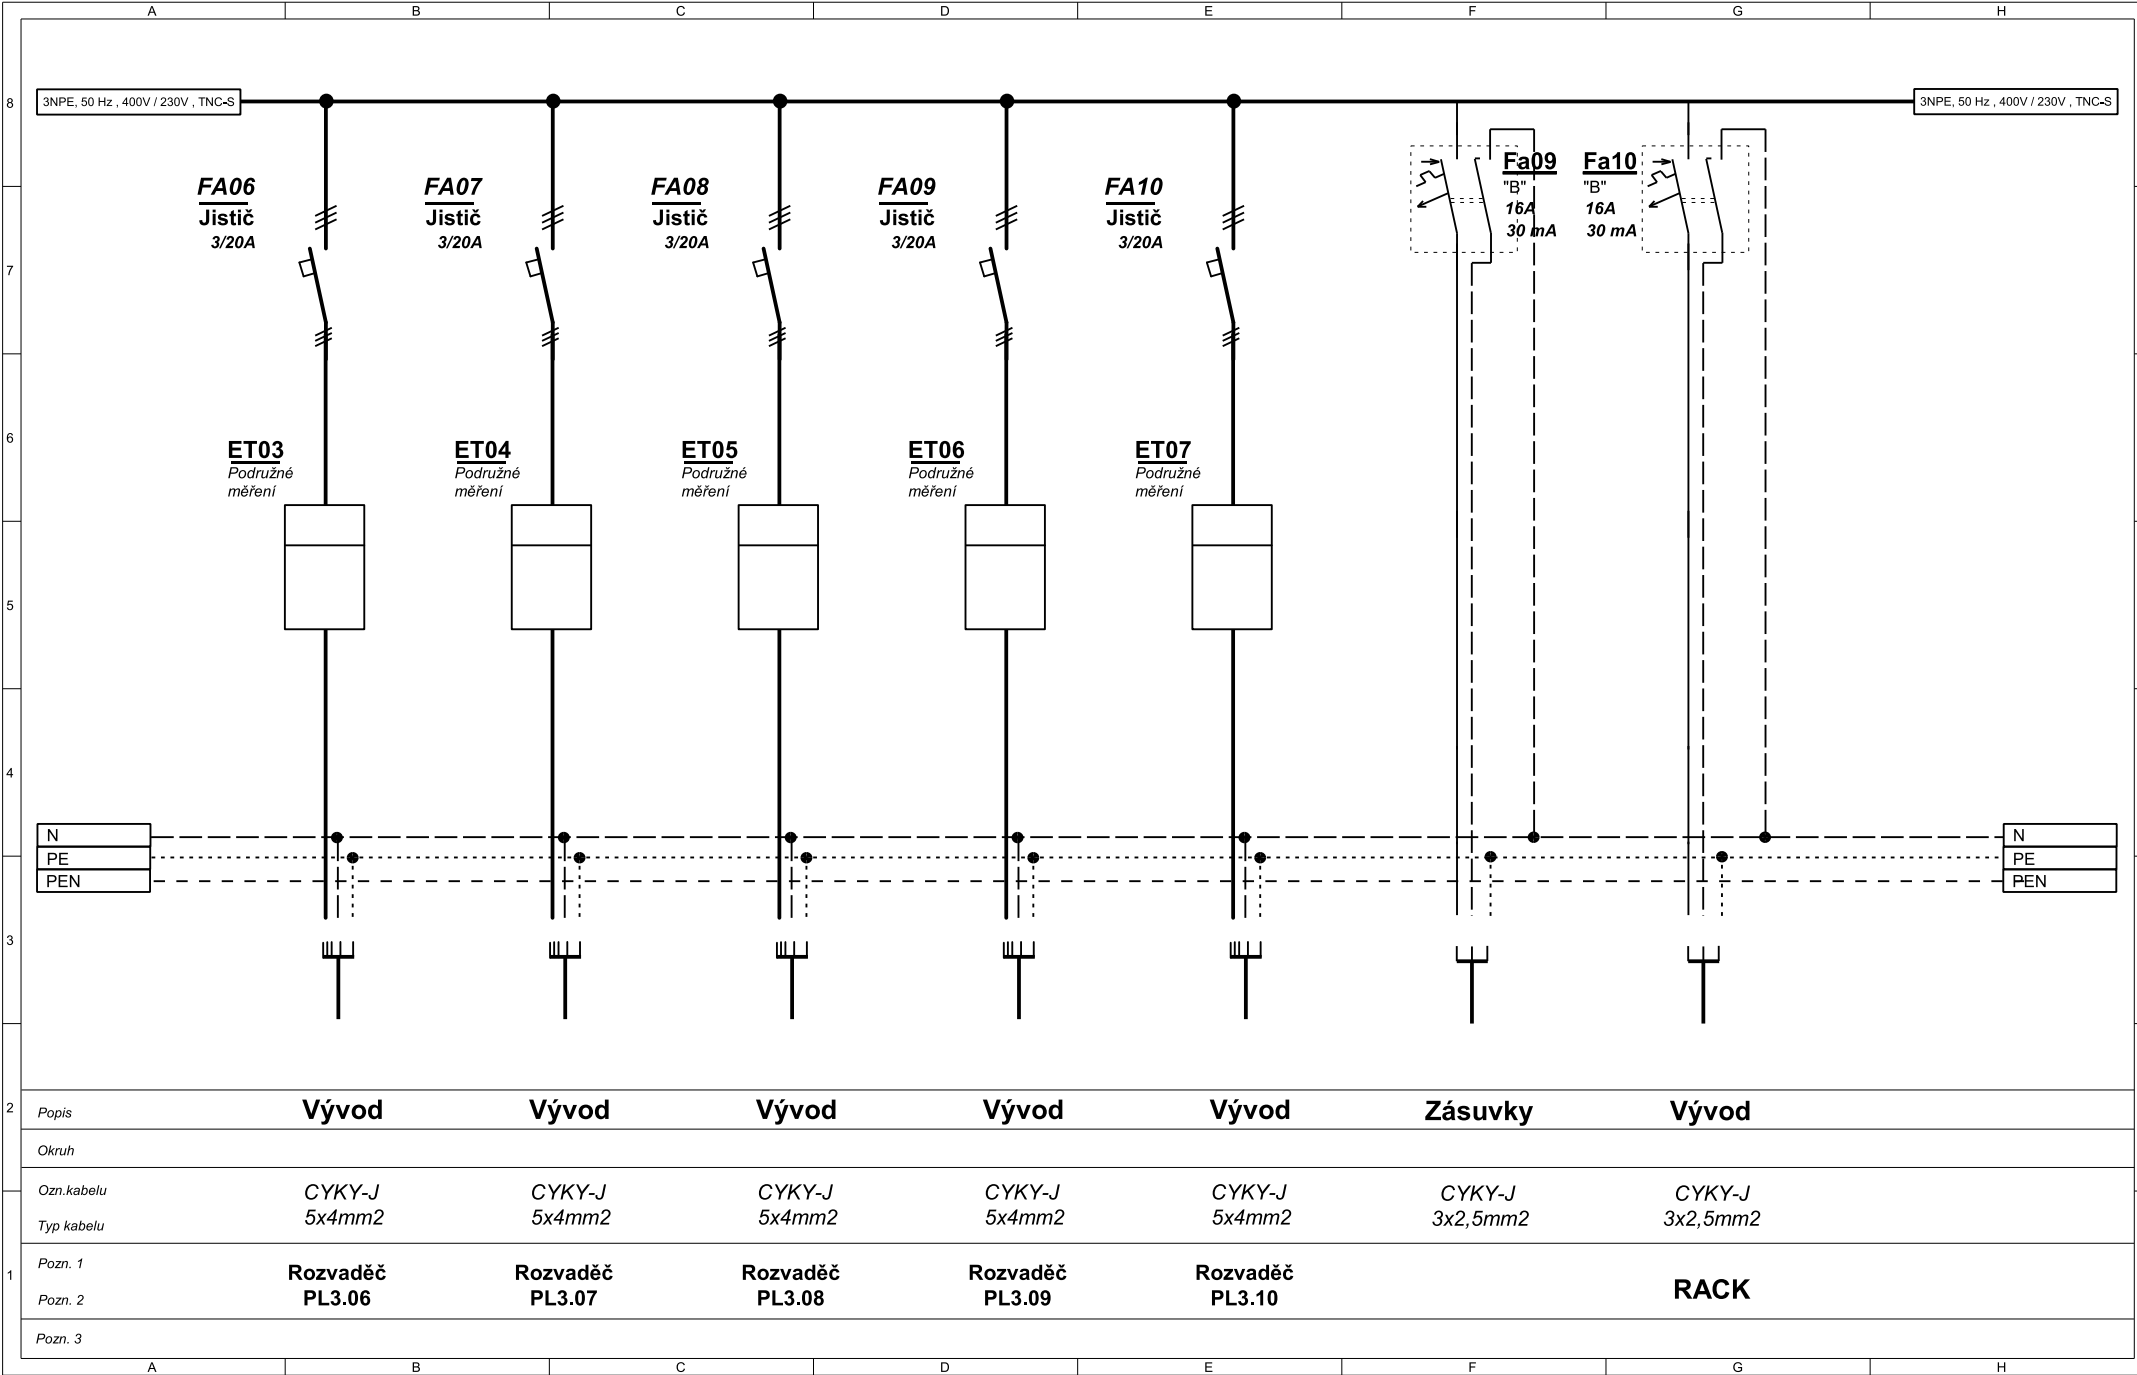 A B C D E F G H
8
3NPE, 50 Hz , 400V / 230V , TNC-S
3NPE, 50 Hz , 400V / 230V , TNC-S
FA06
Jistič
3/20A
FA07
Jistič
3/20A
FA08
Jistič
3/20A
FA09
Jistič
3/20A
FA10
Jistič
3/20A
Fa09
"B"
16A
30 mA
Fa10
"B"
16A
30 mA
7
6
ET03
Podružné
měření
ET04
Podružné
měření
ET05
Podružné
měření
ET06
Podružné
měření
ET07
Podružné
měření
5
4
N
PE
PEN
N
PE
PEN
3
2
Popis Vývod Vývod Vývod Vývod Vývod Zásuvky Vývod
Okruh
Ozn.kabelu CYKY-J CYKY-J CYKY-J CYKY-J CYKY-J CYKY-J CYKY-J
Typ kabelu 5x4mm2 5x4mm2 5x4mm2 5x4mm2 5x4mm2 3x2,5mm2 3x2,5mm2
1
Pozn. 1 Rozvaděč Rozvaděč Rozvaděč Rozvaděč Rozvaděč
Pozn. 2 PL3.06 PL3.07 PL3.08 PL3.09 PL3.10 RACK
Pozn. 3
A B C D E F G H